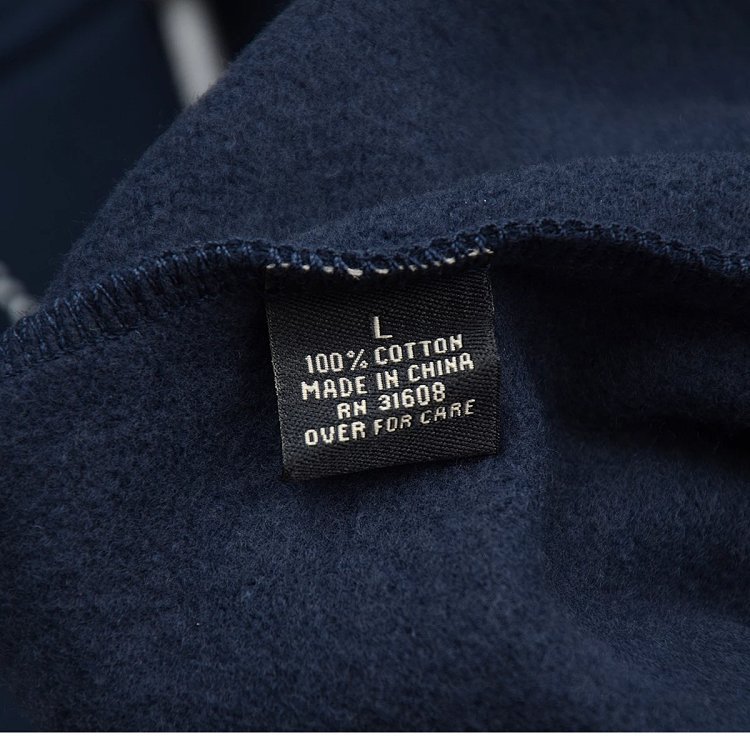 L
100% COTTON
MADE IN CHINA
RN 31608
OVER FOR CARE